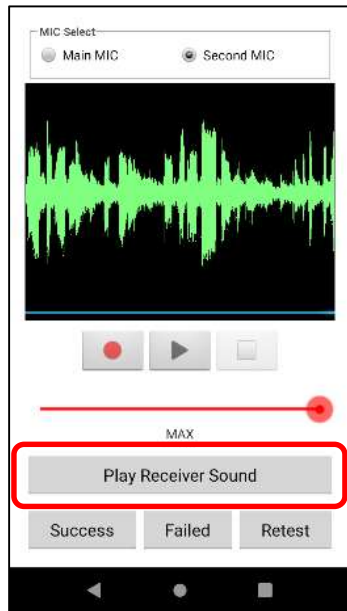 MIC Select
Main MIC
Second MIC
MAX
Play Receiver Sound
Success
Failed
Retest